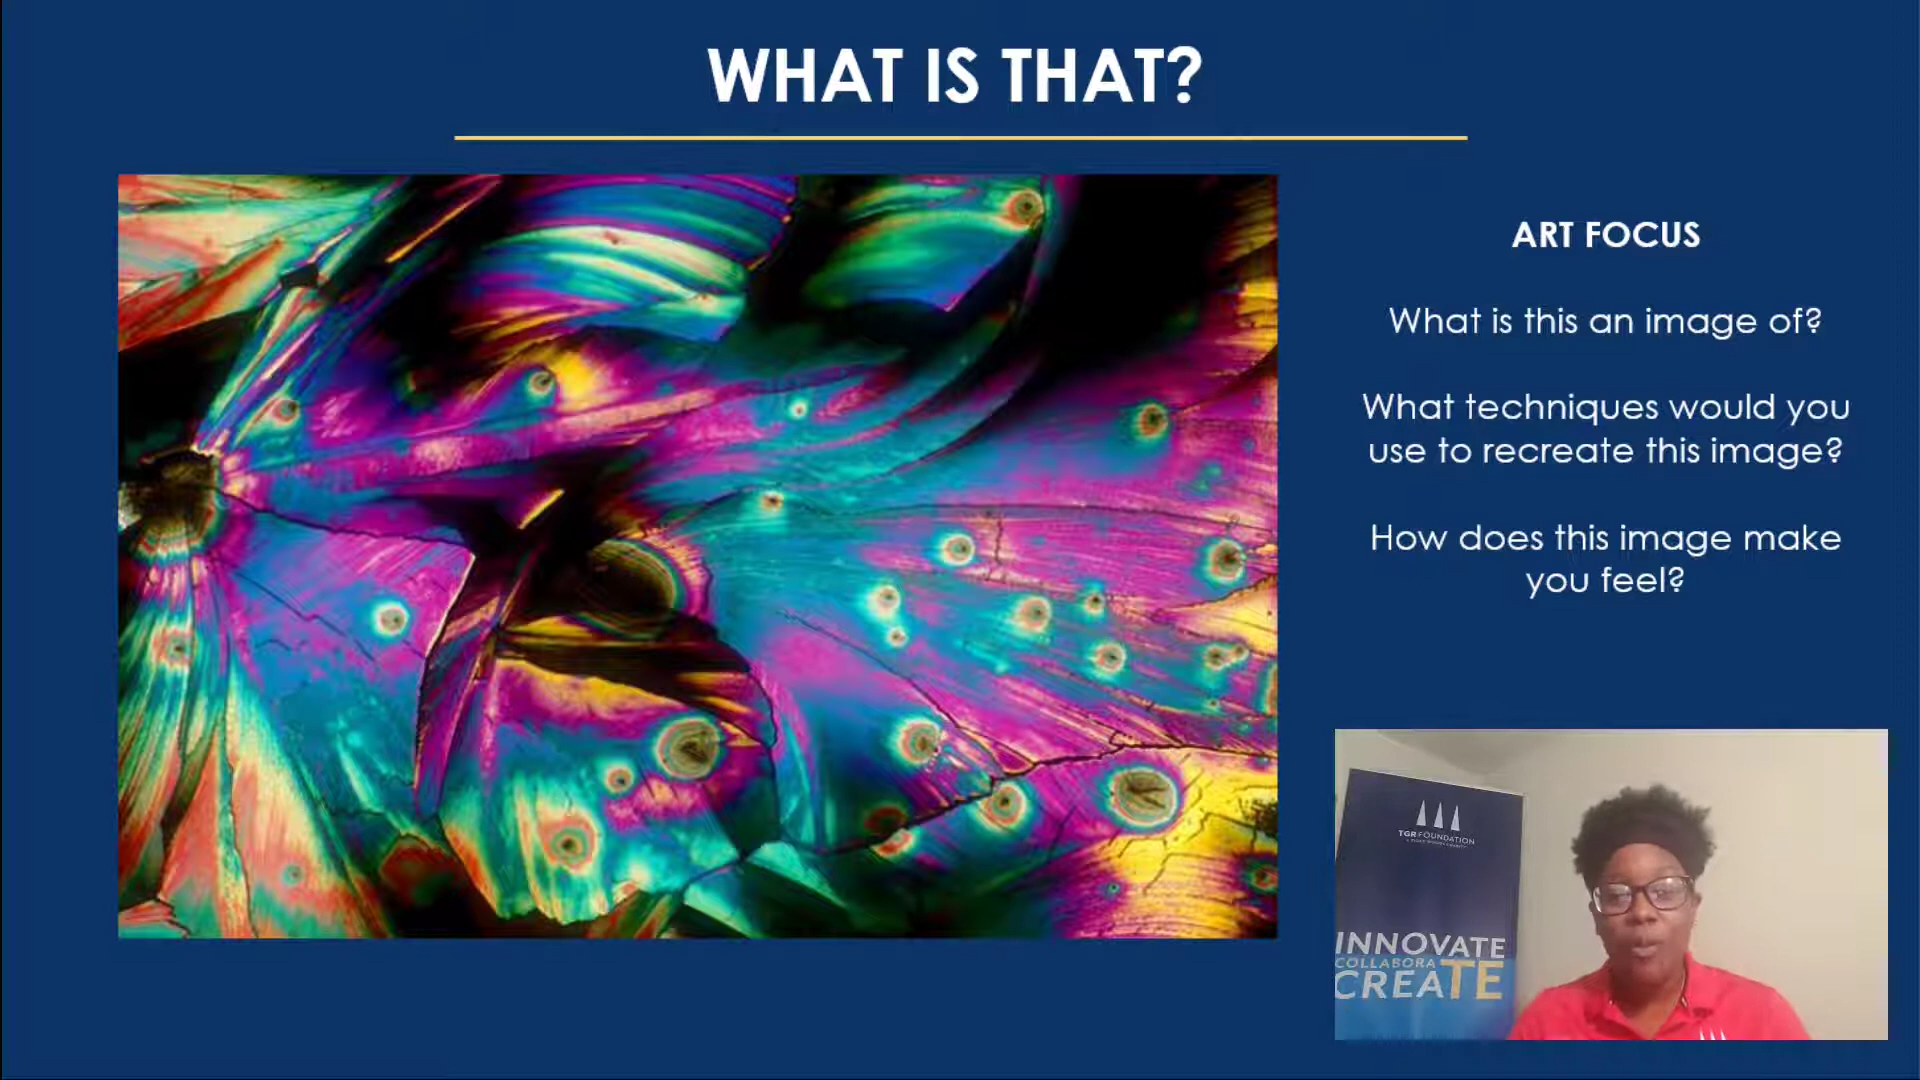 WHAT IS THAT?
ART FOCUS
What is this an image of?
What techniques would you
use to recreate this image?
How does this image make
you feel?
TGR FOUNDATION
INNOVATE
COLLABORA
CREATE